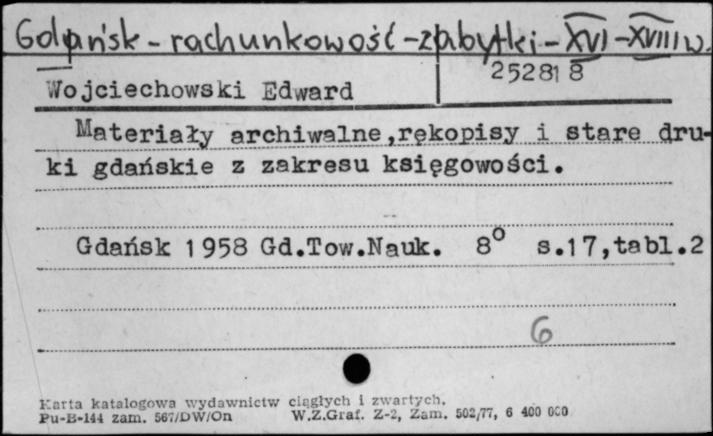 Gdańsk - rachunkowość - zabytki - XVI - XVIII w.
252818
Wojciechowski Edward
Materiały archiwalne,rękopisy i stare dru-
ki gdańskie z zakresu księgowości.
Gdańsk 1958 Gd.Tow.Nauk. 8° s.17,tabl.2
6
Karta katalogowa wydawnictw ciągłych i zwartych.
Pu-B-144 zam. 567/DW/On W.Z.Graf. Z-2, Zam. 502/77, 6 400 000